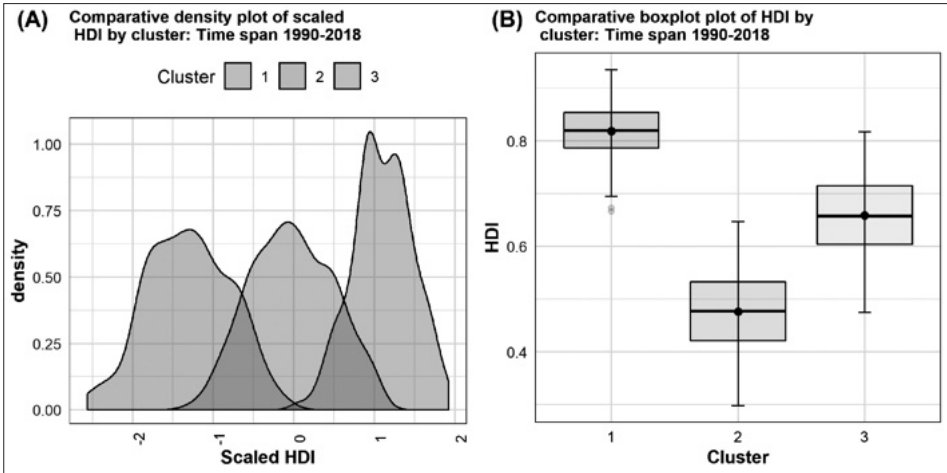 (A) Comparative density plot of scaled
HDI by cluster: Time span 1990-2018
Cluster 1 2 3
1.00
0.75
0.50
0.25
0.00
density
-2 -1 0 1 2
Scaled HDI
(B) Comparative boxplot plot of HDI by
cluster: Time span 1990-2018
0.8
0.6
0.4
HDI
1 2 3
Cluster